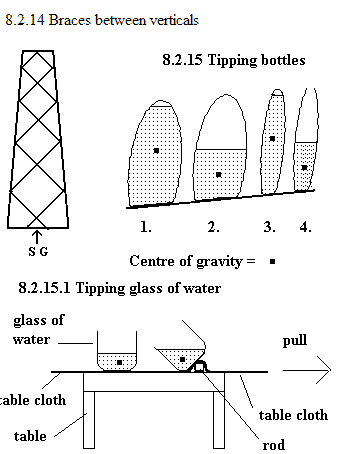 8.2.14 Braces between verticals
8.2.15 Tipping bottles
1. 2. 3. 4.
S G
Centre of gravity =
8.2.15.1 Tipping glass of water
glass of
water
pull
table cloth
table cloth
table
rod